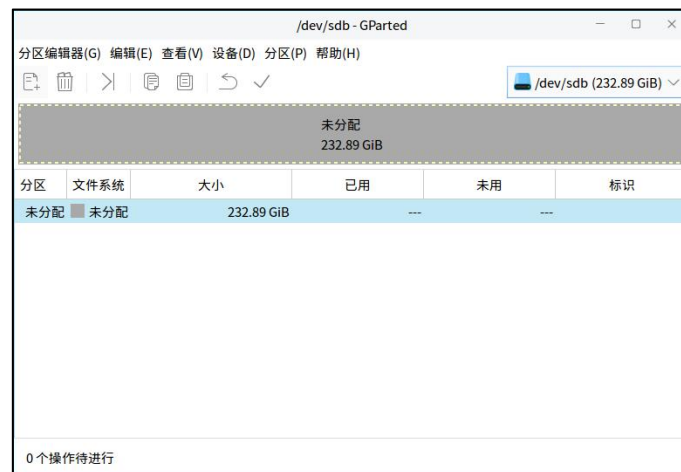 /dev/sdb - GParted
分区编辑器(G) 编辑(E) 查看(V) 设备(D) 分区(P) 帮助(H)
/dev/sdb (232.89 GiB)
未分配
232.89 GiB
分区 文件系统 大小 已用 未用 标识
未分配 未分配 232.89 GiB --- ---
0 个操作待进行